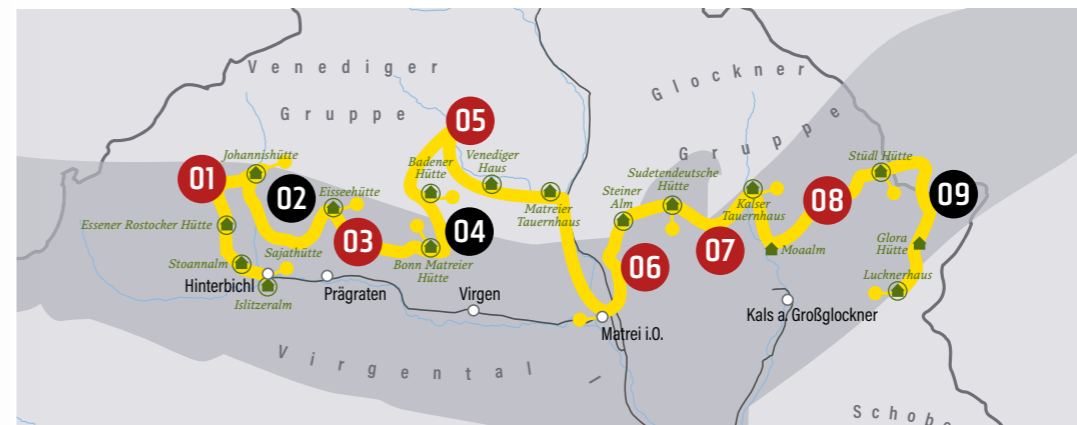 Venediger
Gruppe
Glockner
Gruppe
05
Johannishütte
01
02
Eisseehütte
Badener
Hütte
Venediger
Haus
Matreier
Tauernhaus
Steiner
Alm
Sudetendeutsche
Hütte
Kalser
Tauernhaus
Stüdl Hütte
08
09
Essener Rostocker Hütte
03
04
Sajathütte
Bonn Matreier
Hütte
06
07
Moaalm
Glora
Hütte
Stoannalm
Hinterbichl
Islitzeralm
Prägraten
Virgen
Matrei i.O.
Lucknerhaus
Kals a. Großglockner
Virgental
Schobe